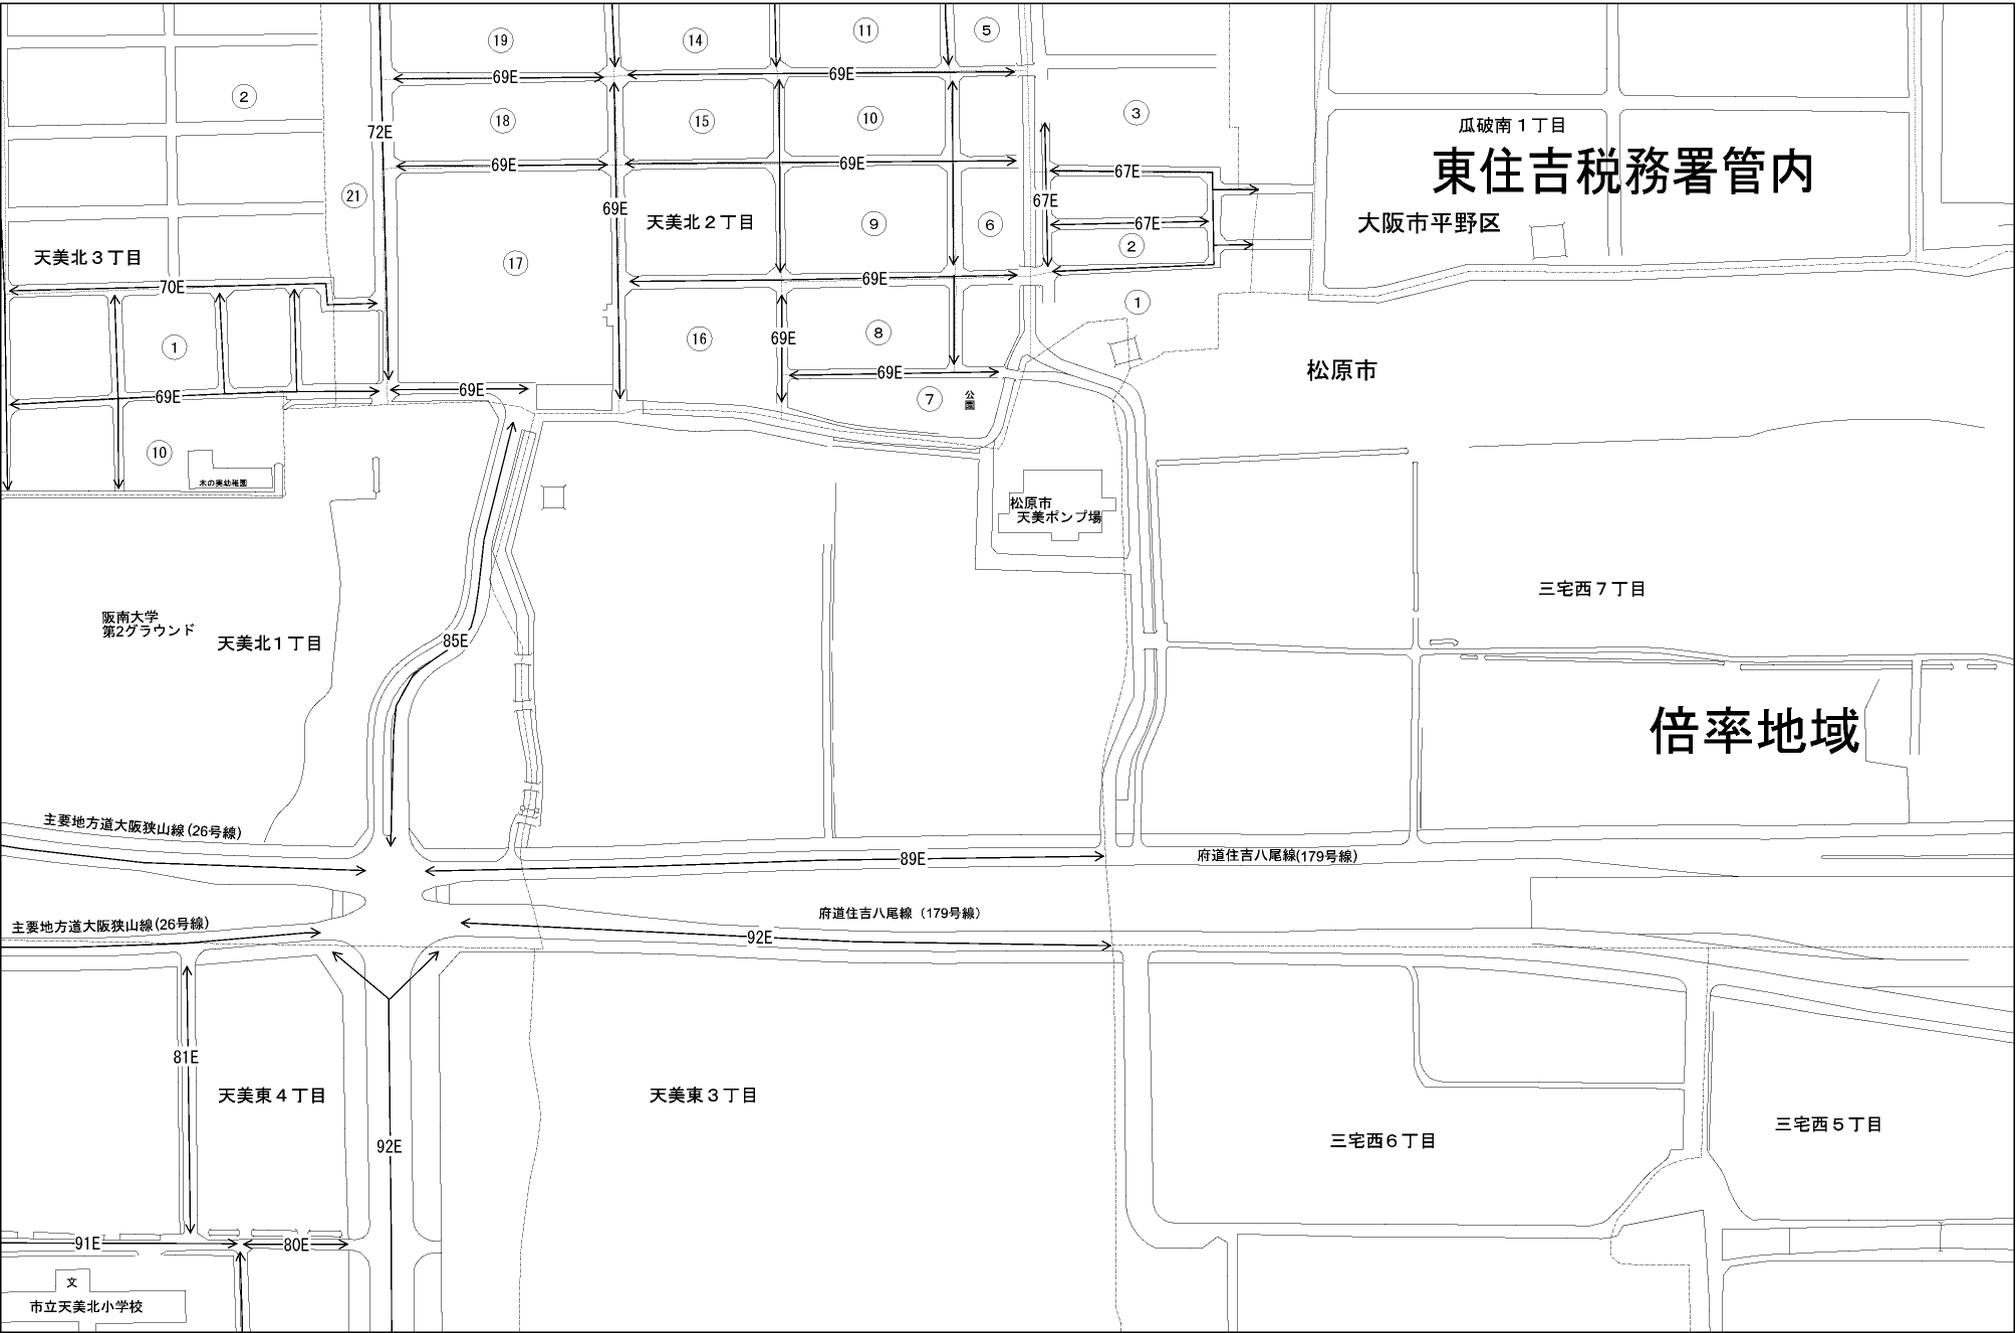 19
14
11
5
69E
69E
2
72E
18
15
10
3
瓜破南1丁目
東住吉税務署管内
69E
69E
67E
21
69E
天美北2丁目
67E
大阪市平野区
9
6
67E
2
天美北3丁目
17
70E
69E
1
1
16
69E
8
松原市
69E
69E
69E
7
公園
10
木の実幼稚園
松原市
天美ポンプ場
三宅西7丁目
阪南大学
第2グラウンド
天美北1丁目
85E
倍率地域
主要地方道大阪狭山線(26号線)
89E
府道住吉八尾線(179号線)
主要地方道大阪狭山線(26号線)
府道住吉八尾線(179号線)
92E
81E
天美東4丁目
天美東3丁目
92E
三宅西6丁目
三宅西5丁目
91E
80E
文
市立天美北小学校